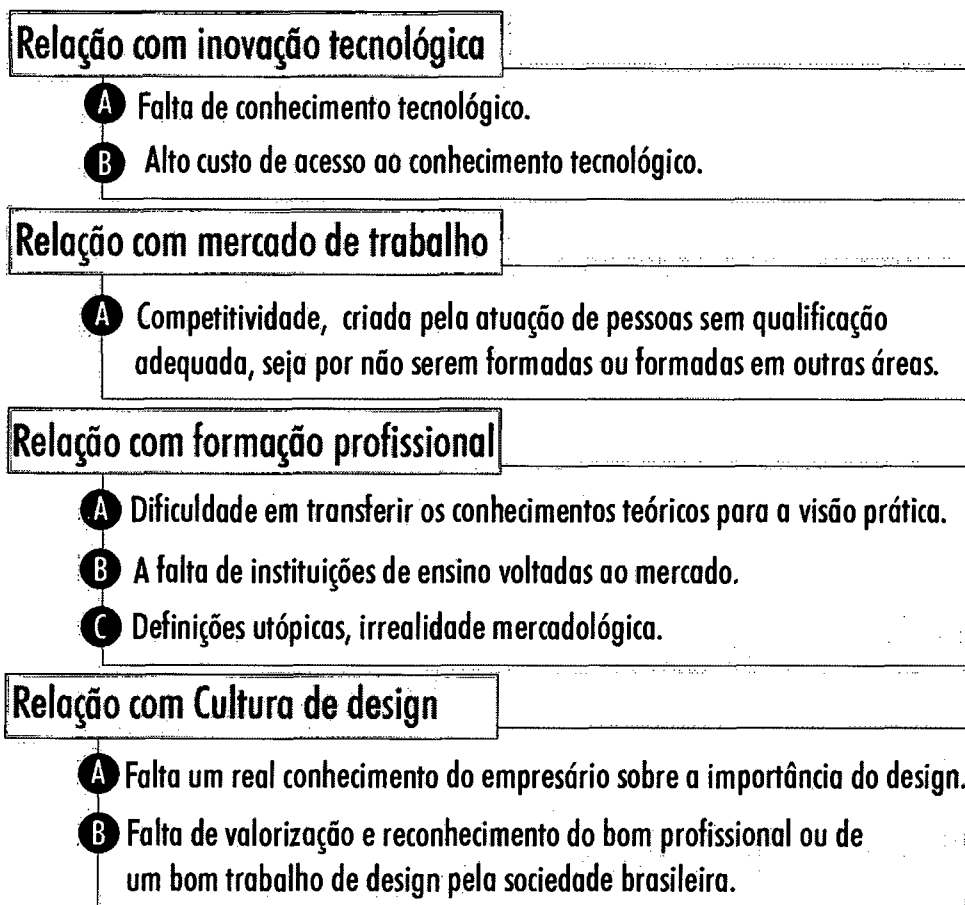 Relação com inovação tecnológica
A Falta de conhecimento tecnológico.
B Alto custo de acesso ao conhecimento tecnológico.
Relação com mercado de trabalho
A Competitividade, criada pela atuação de pessoas sem qualificação
adequada, seja por não serem formadas ou formadas em outras áreas.
Relação com formação profissional
A Dificuldade em transferir os conhecimentos teóricos para a visão prática.
B A falta de instituições de ensino voltadas ao mercado.
C Definições utópicas, irrealidade mercadológica.
Relação com Cultura de design
A Falta um real conhecimento do empresário sobre a importância do design.
B Falta de valorização e reconhecimento do bom profissional ou de
um bom trabalho de design pela sociedade brasileira.